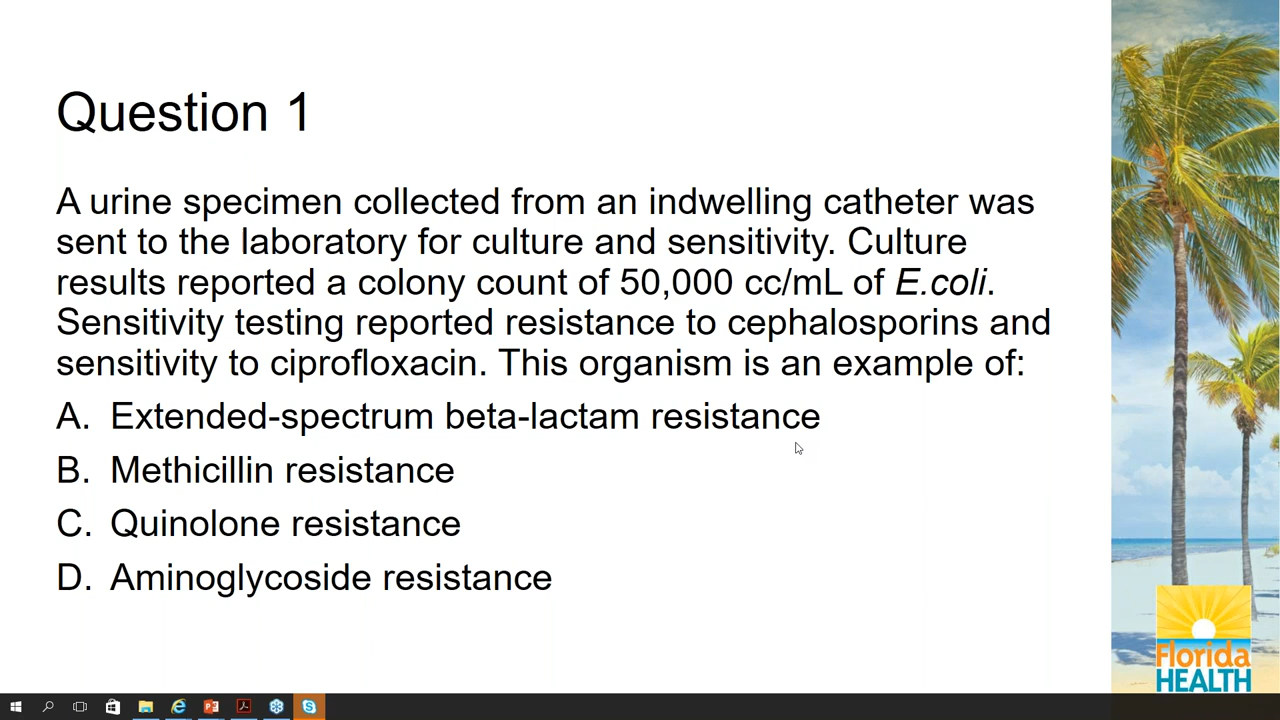 Question 1
A urine specimen collected from an indwelling catheter was
sent to the laboratory for culture and sensitivity. Culture
results reported a colony count of 50,000 cc/mL of E.coli.
Sensitivity testing reported resistance to cephalosporins and
sensitivity to ciprofloxacin. This organism is an example of:
A. Extended-spectrum beta-lactam resistance
B. Methicillin resistance
C. Quinolone resistance
D. Aminoglycoside resistance
Florida
HEALTH